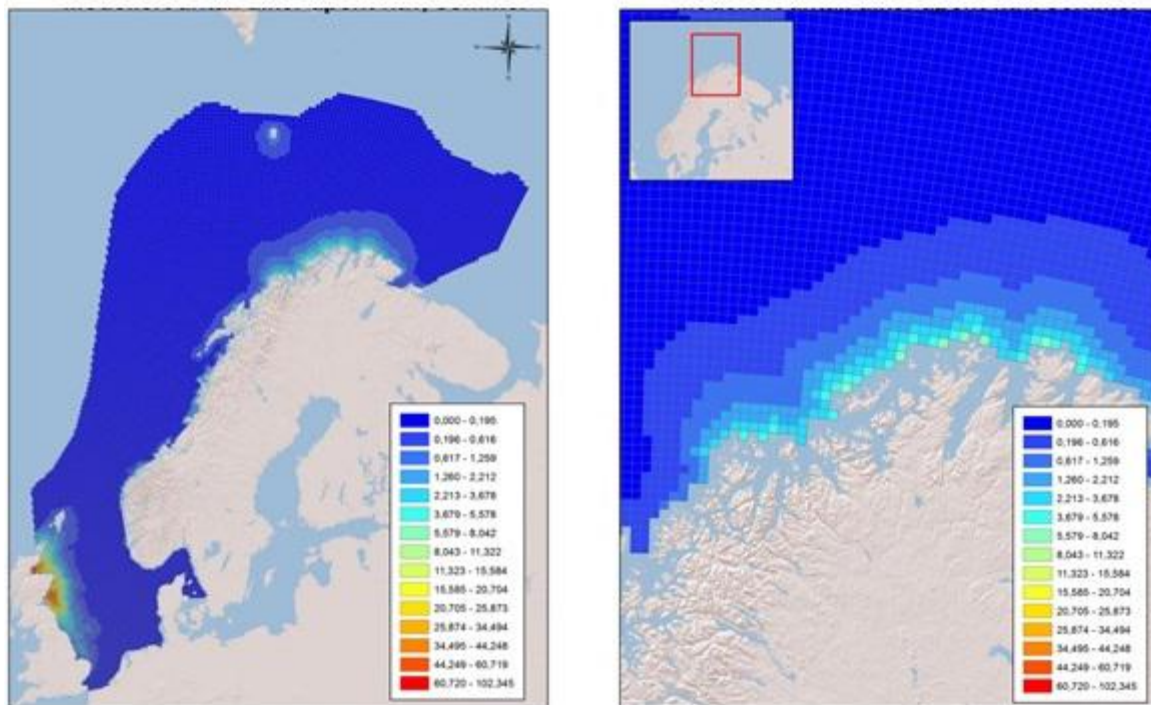 0,000 - 0,195
0,196 - 0,616
0,617 - 1,259
1,260 - 2,212
2,213 - 3,678
3,679 - 5,578
5,579 - 8,042
8,043 - 11,322
11,323 - 15,584
15,585 - 20,704
20,705 - 25,873
25,874 - 34,494
34,495 - 44,248
44,249 - 60,719
60,720 - 102,345
0,000 - 0,195
0,196 - 0,616
0,617 - 1,259
1,260 - 2,212
2,213 - 3,678
3,679 - 5,578
5,579 - 8,042
8,043 - 11,322
11,323 - 15,584
15,585 - 20,704
20,705 - 25,873
25,874 - 34,494
34,495 - 44,248
44,249 - 60,719
60,720 - 102,345